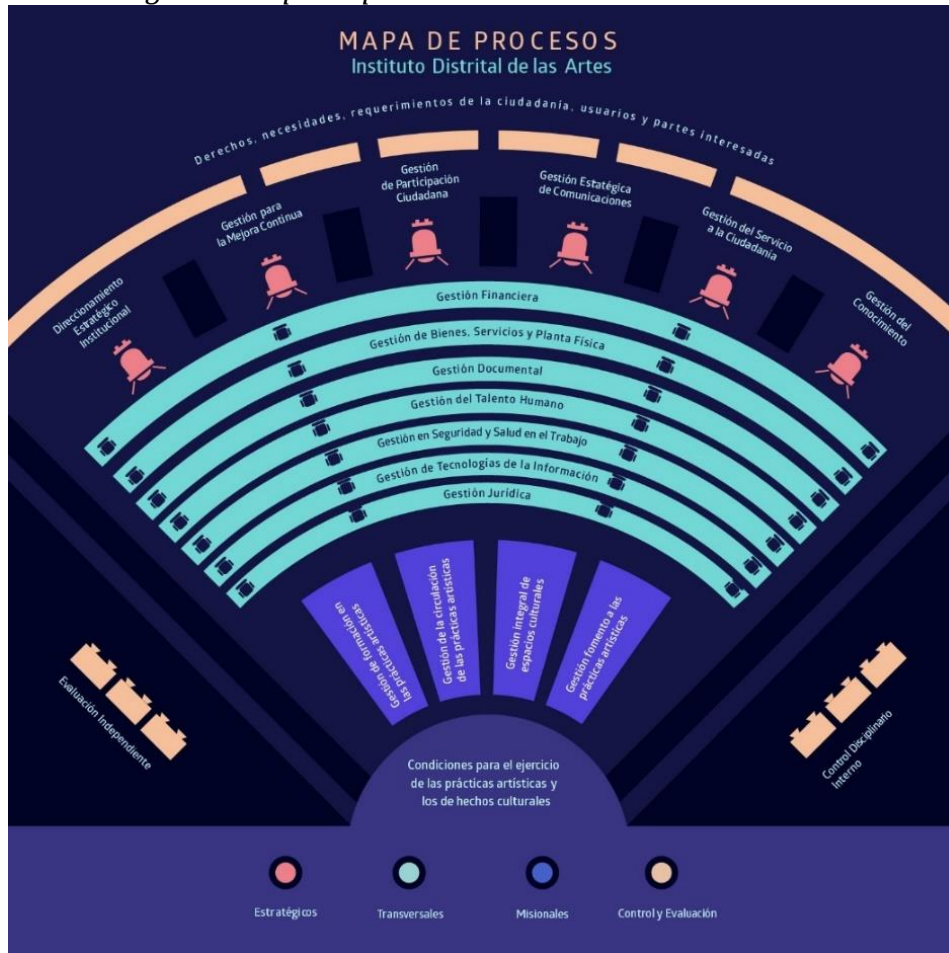 MAPA DE PROCESOS
Instituto Distrital de las Artes
Derechos, necesidades, requerimientos de la ciudadanía, usuarios y partes interesadas
Direccionamiento
Estratégico
Institucional
Gestión para
la Mejora Continua
Gestión
de Participación
Ciudadana
Gestión Estatégica
de Comunicaciones
Gestión del Servicio
a la Ciudadanía
Gestión del
Conocimiento
Gestión Financiera
Gestión de Bienes, Servicios y Planta Física
Gestión Documental
Gestión del Talento Humano
Gestión en Seguridad y Salud en el Trabajo
Gestión de Tecnologías de la Información
Gestión Jurídica
Gestión de formación en
las prácticas artísticas
Gestión de la circulación
de las prácticas artísticas
Gestión integral de
espacios culturales
Gestión fomento a las
prácticas artísticas
Evaluación Independiente
Control Disciplinario
Interno
Condiciones para el ejercicio
de las prácticas artísticas y
los de hechos culturales
Estratégicos
Transversales
Misionales
Control y Evaluación